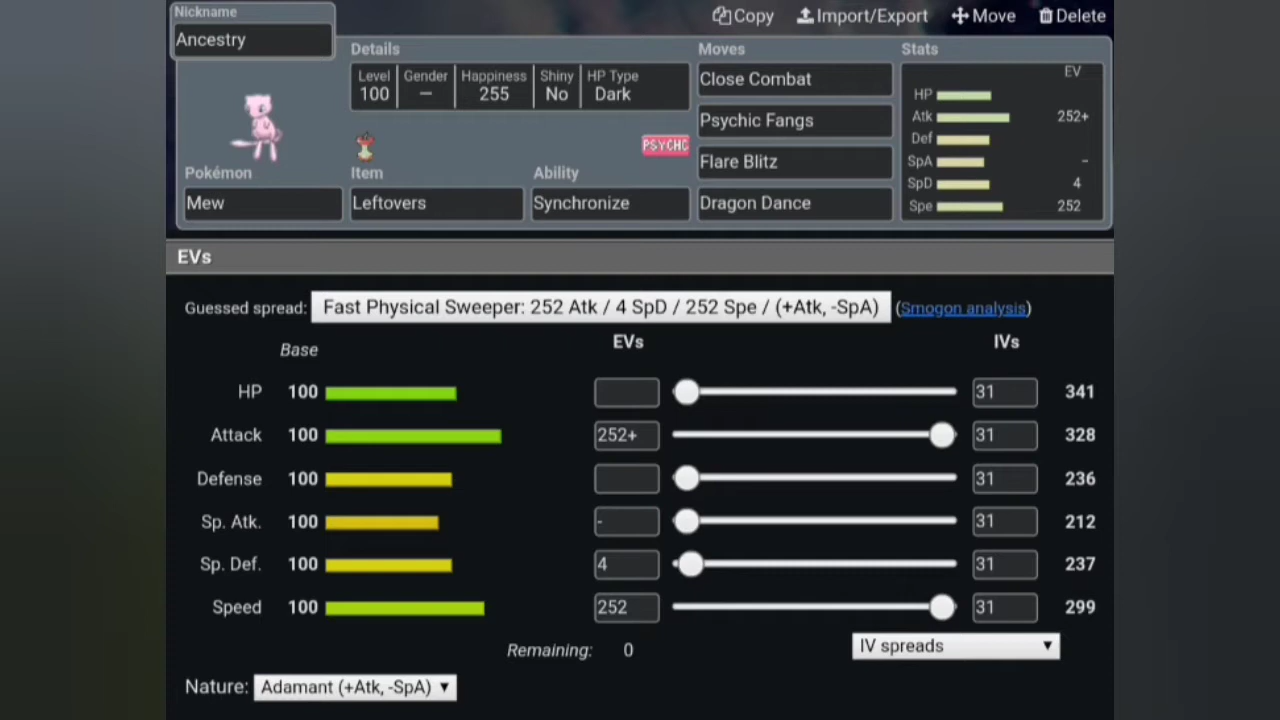 Nickname
Ancestry
Copy Import/Export Move Delete
Details
Level Gender Happiness Shiny HP Type
100 — 255 No Dark
PSYCHC
Pokémon Item Ability
Mew Leftovers Synchronize
Moves
Close Combat
Psychic Fangs
Flare Blitz
Dragon Dance
Stats
EV
HP
Atk 252+
Def
SpA -
SpD 4
Spe 252
EVs
Guessed spread: Fast Physical Sweeper: 252 Atk / 4 SpD / 252 Spe / (+Atk, -SpA) (Smogon analysis)
Base EVs IVs
HP 100 31 341
Attack 100 252+ 31 328
Defense 100 31 236
Sp. Atk. 100 - 31 212
Sp. Def. 100 4 31 237
Speed 100 252 31 299
Remaining: 0 IV spreads
Nature: Adamant (+Atk, -SpA)